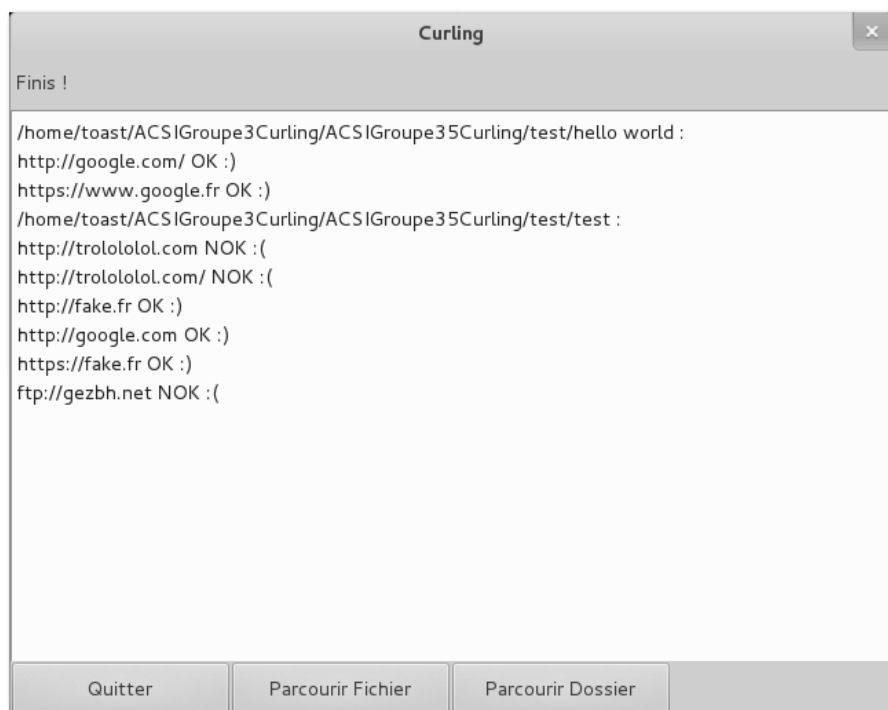 Curling
Finis !
/home/toast/ACSIGroupe3Curling/ACSIGroupe35Curling/test/hello world :
http://google.com/ OK :)
https://www.google.fr OK :)
/home/toast/ACSIGroupe3Curling/ACSIGroupe35Curling/test/test :
http://trolololol.com NOK :(
http://trolololol.com/ NOK :(
http://fake.fr OK :)
http://google.com OK :)
https://fake.fr OK :)
ftp://gezbh.net NOK :(
Quitter Parcourir Fichier Parcourir Dossier